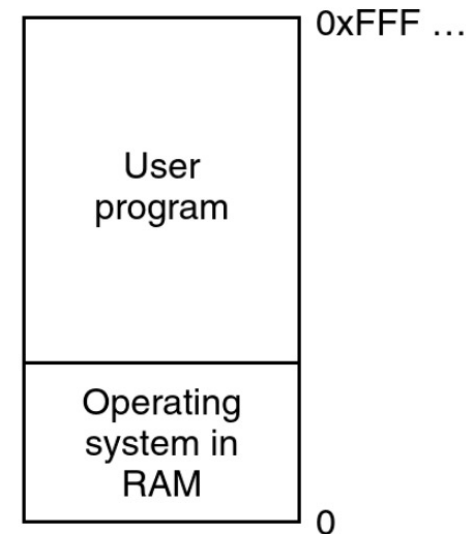 0xFFF …
User
program
Operating
system in
RAM
0